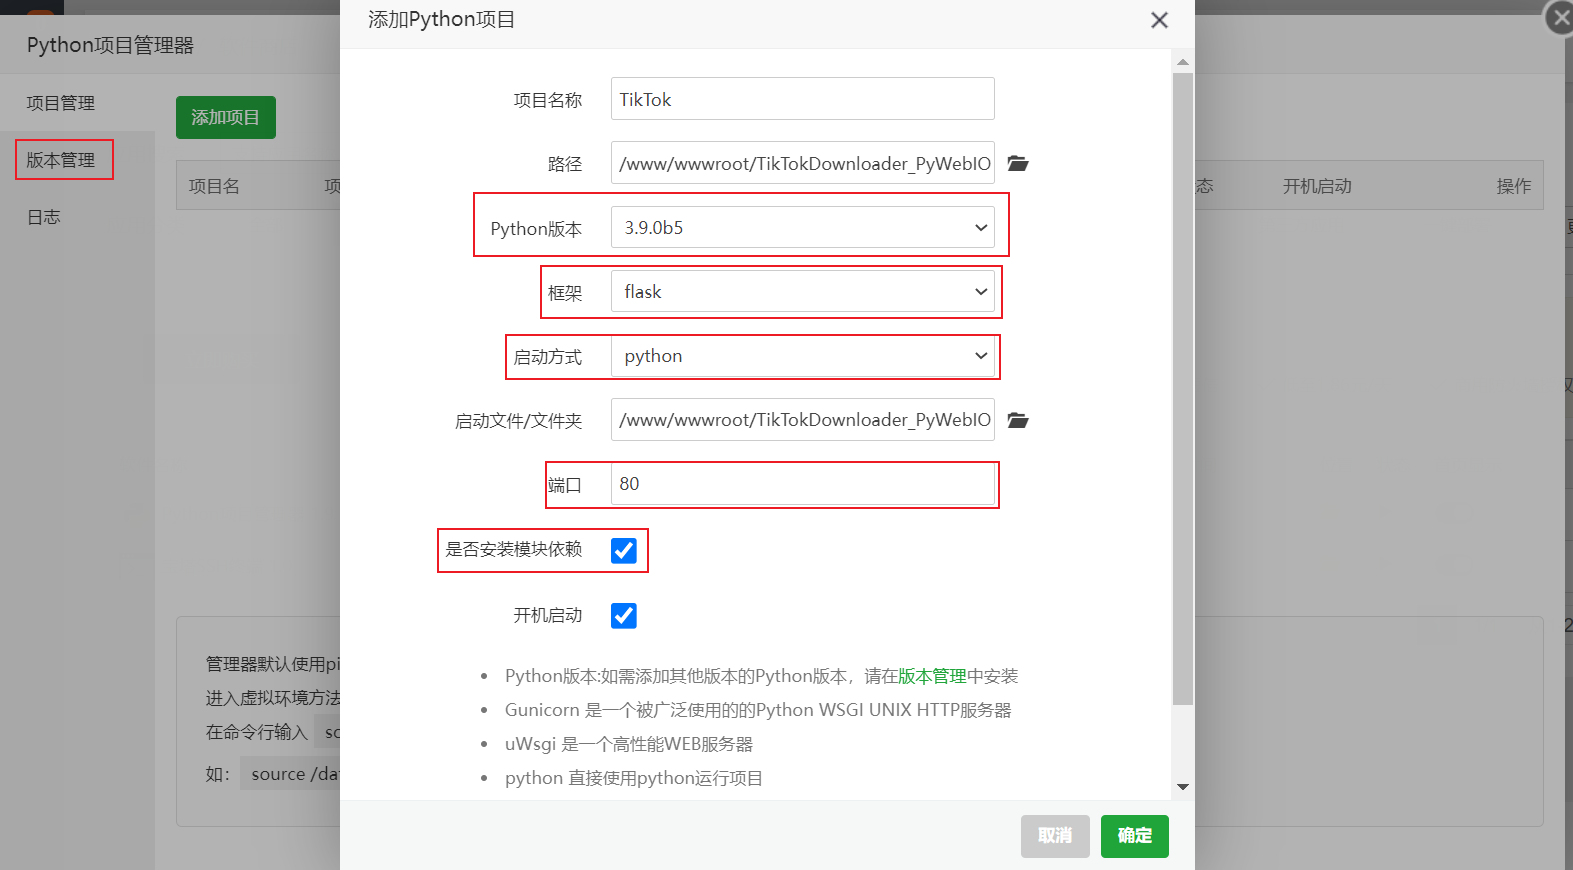 添加Python项目
Python项目管理器
项目管理
版本管理
日志
添加项目
项目名
态
开机启动
操作
项目名称
TikTok
路径
/www/wwwroot/TikTokDownloader_PyWebIO
Python版本
3.9.0b5
框架
flask
启动方式
python
启动文件/文件夹
/www/wwwroot/TikTokDownloader_PyWebIO
端口
80
是否安装模块依赖
开机启动
Python版本:如需添加其他版本的Python版本，请在版本管理中安装
Gunicorn 是一个被广泛使用的的Python WSGI UNIX HTTP服务器
uWsgi 是一个高性能WEB服务器
python 直接使用python运行项目
管理器默认使用pi
进入虚拟环境方法
在命令行输入
如：
source /da
取消
确定